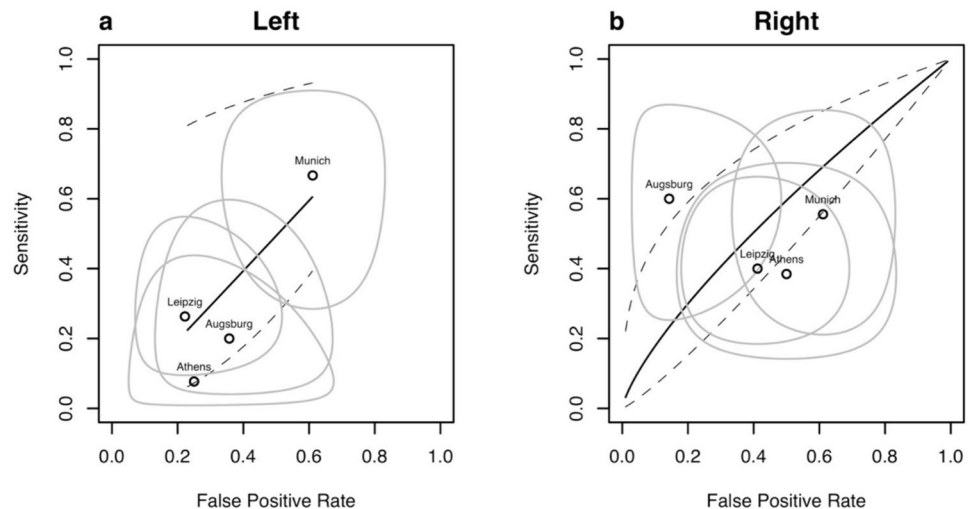 a Left
Sensitivity
1.0
0.8
0.6
0.4
0.2
0.0
Munich
Leipzig
Augsburg
Athens
0.0 0.2 0.4 0.6 0.8 1.0
False Positive Rate
b Right
Sensitivity
1.0
0.8
0.6
0.4
0.2
0.0
Augsburg
Munich
Leipzig
Athens
0.0 0.2 0.4 0.6 0.8 1.0
False Positive Rate